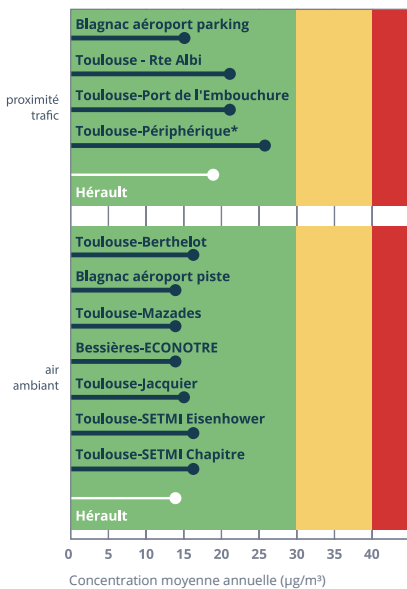 Blagnac aéroport parking
Toulouse - Rte Albi
Toulouse-Port de l'Embouchure
Toulouse-Périphérique*
proximité
trafic
Hérault
Toulouse-Berthelot
Blagnac aéroport piste
Toulouse-Mazades
Bessières-ECONOTRE
Toulouse-Jacquier
Toulouse-SETMI Eisenhower
Toulouse-SETMI Chapitre
air
ambiant
Hérault
0 5 10 15 20 25 30 35 40
Concentration moyenne annuelle (µg/m³)